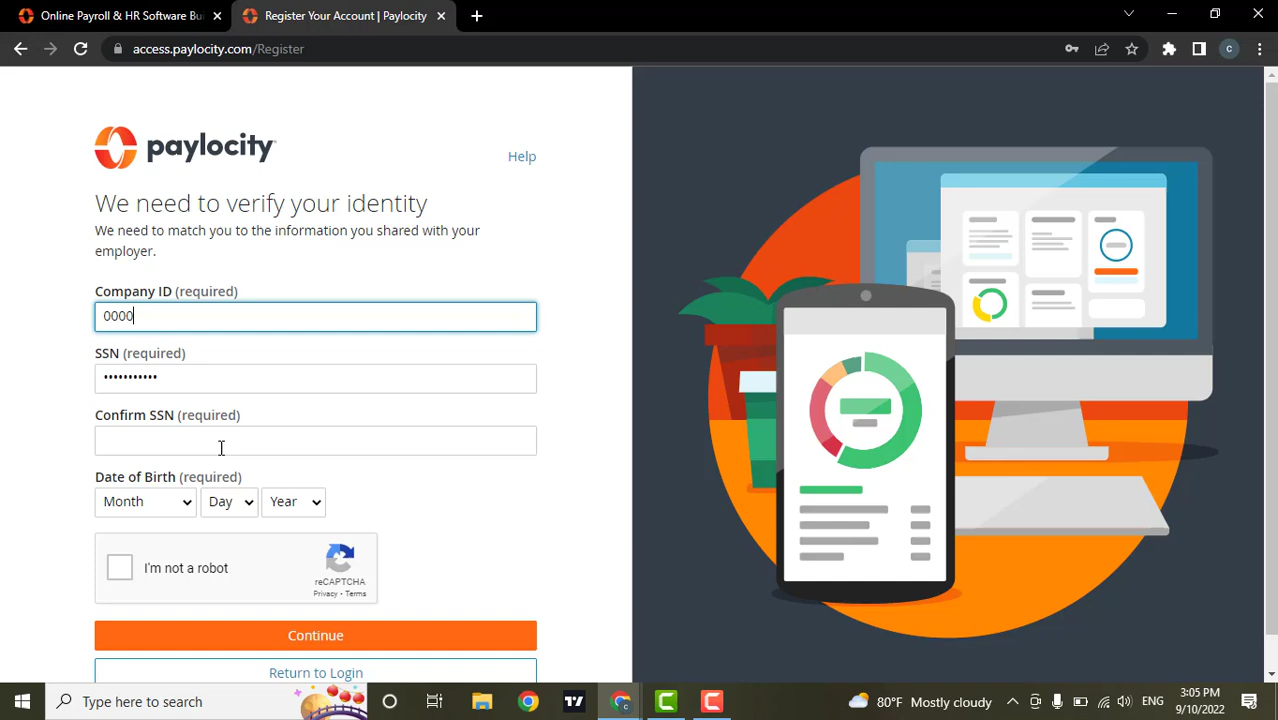 Online Payroll & HR Software Bui
Register Your Account | Paylocity
access.paylocity.com/Register
c
paylocity
Help
We need to verify your identity
We need to match you to the information you shared with your
employer.
Company ID (required)
0000
SSN (required)
•••••••••••
Confirm SSN (required)
Date of Birth (required)
Month Day Year
I'm not a robot
reCAPTCHA
Privacy • Terms
Continue
Return to Login
Type here to search
80°F Mostly cloudy
ENG
3:05 PM
9/10/2022